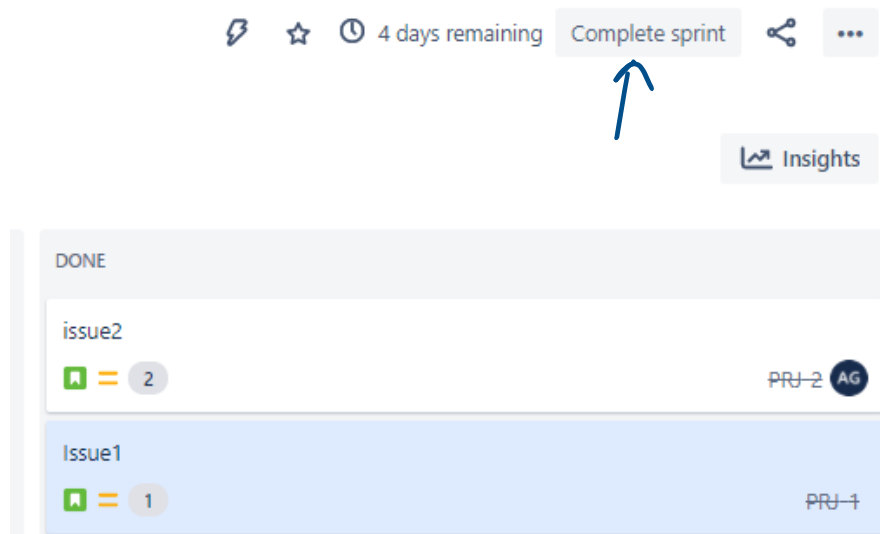 4 days remaining Complete sprint
Insights
DONE
issue2
2 PRJ-2 AG
Issue1
1 PRJ-1